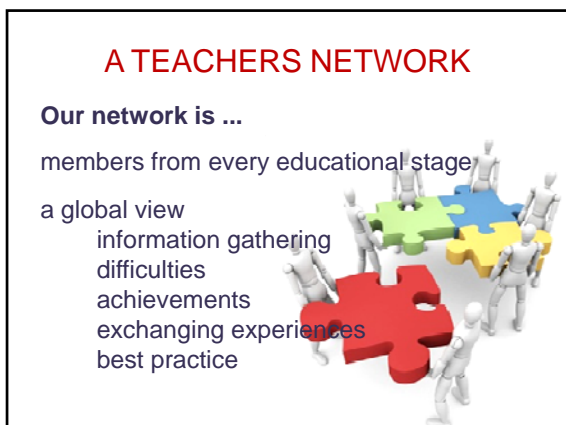 A TEACHERS NETWORK
Our network is ...
members from every educational stage
a global view
information gathering
difficulties
achievements
exchanging experiences
best practice